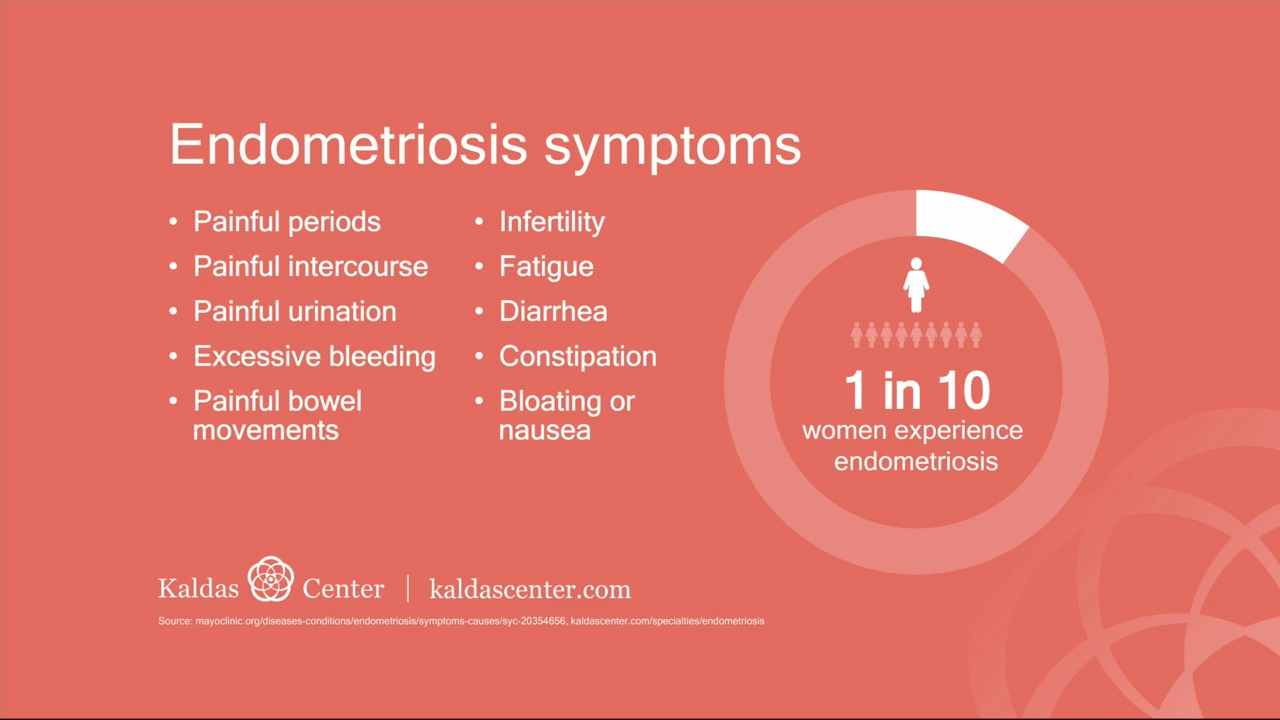 Endometriosis symptoms
• Painful periods
• Painful intercourse
• Painful urination
• Excessive bleeding
• Painful bowel
movements
• Infertility
• Fatigue
• Diarrhea
• Constipation
• Bloating or
nausea
1 in 10
women experience
endometriosis
Kaldas Center | kaldascenter.com
Source: mayoclinic.org/diseases-conditions/endometriosis/symptoms-causes/syc-20354656, kaldascenter.com/specialties/endometriosis